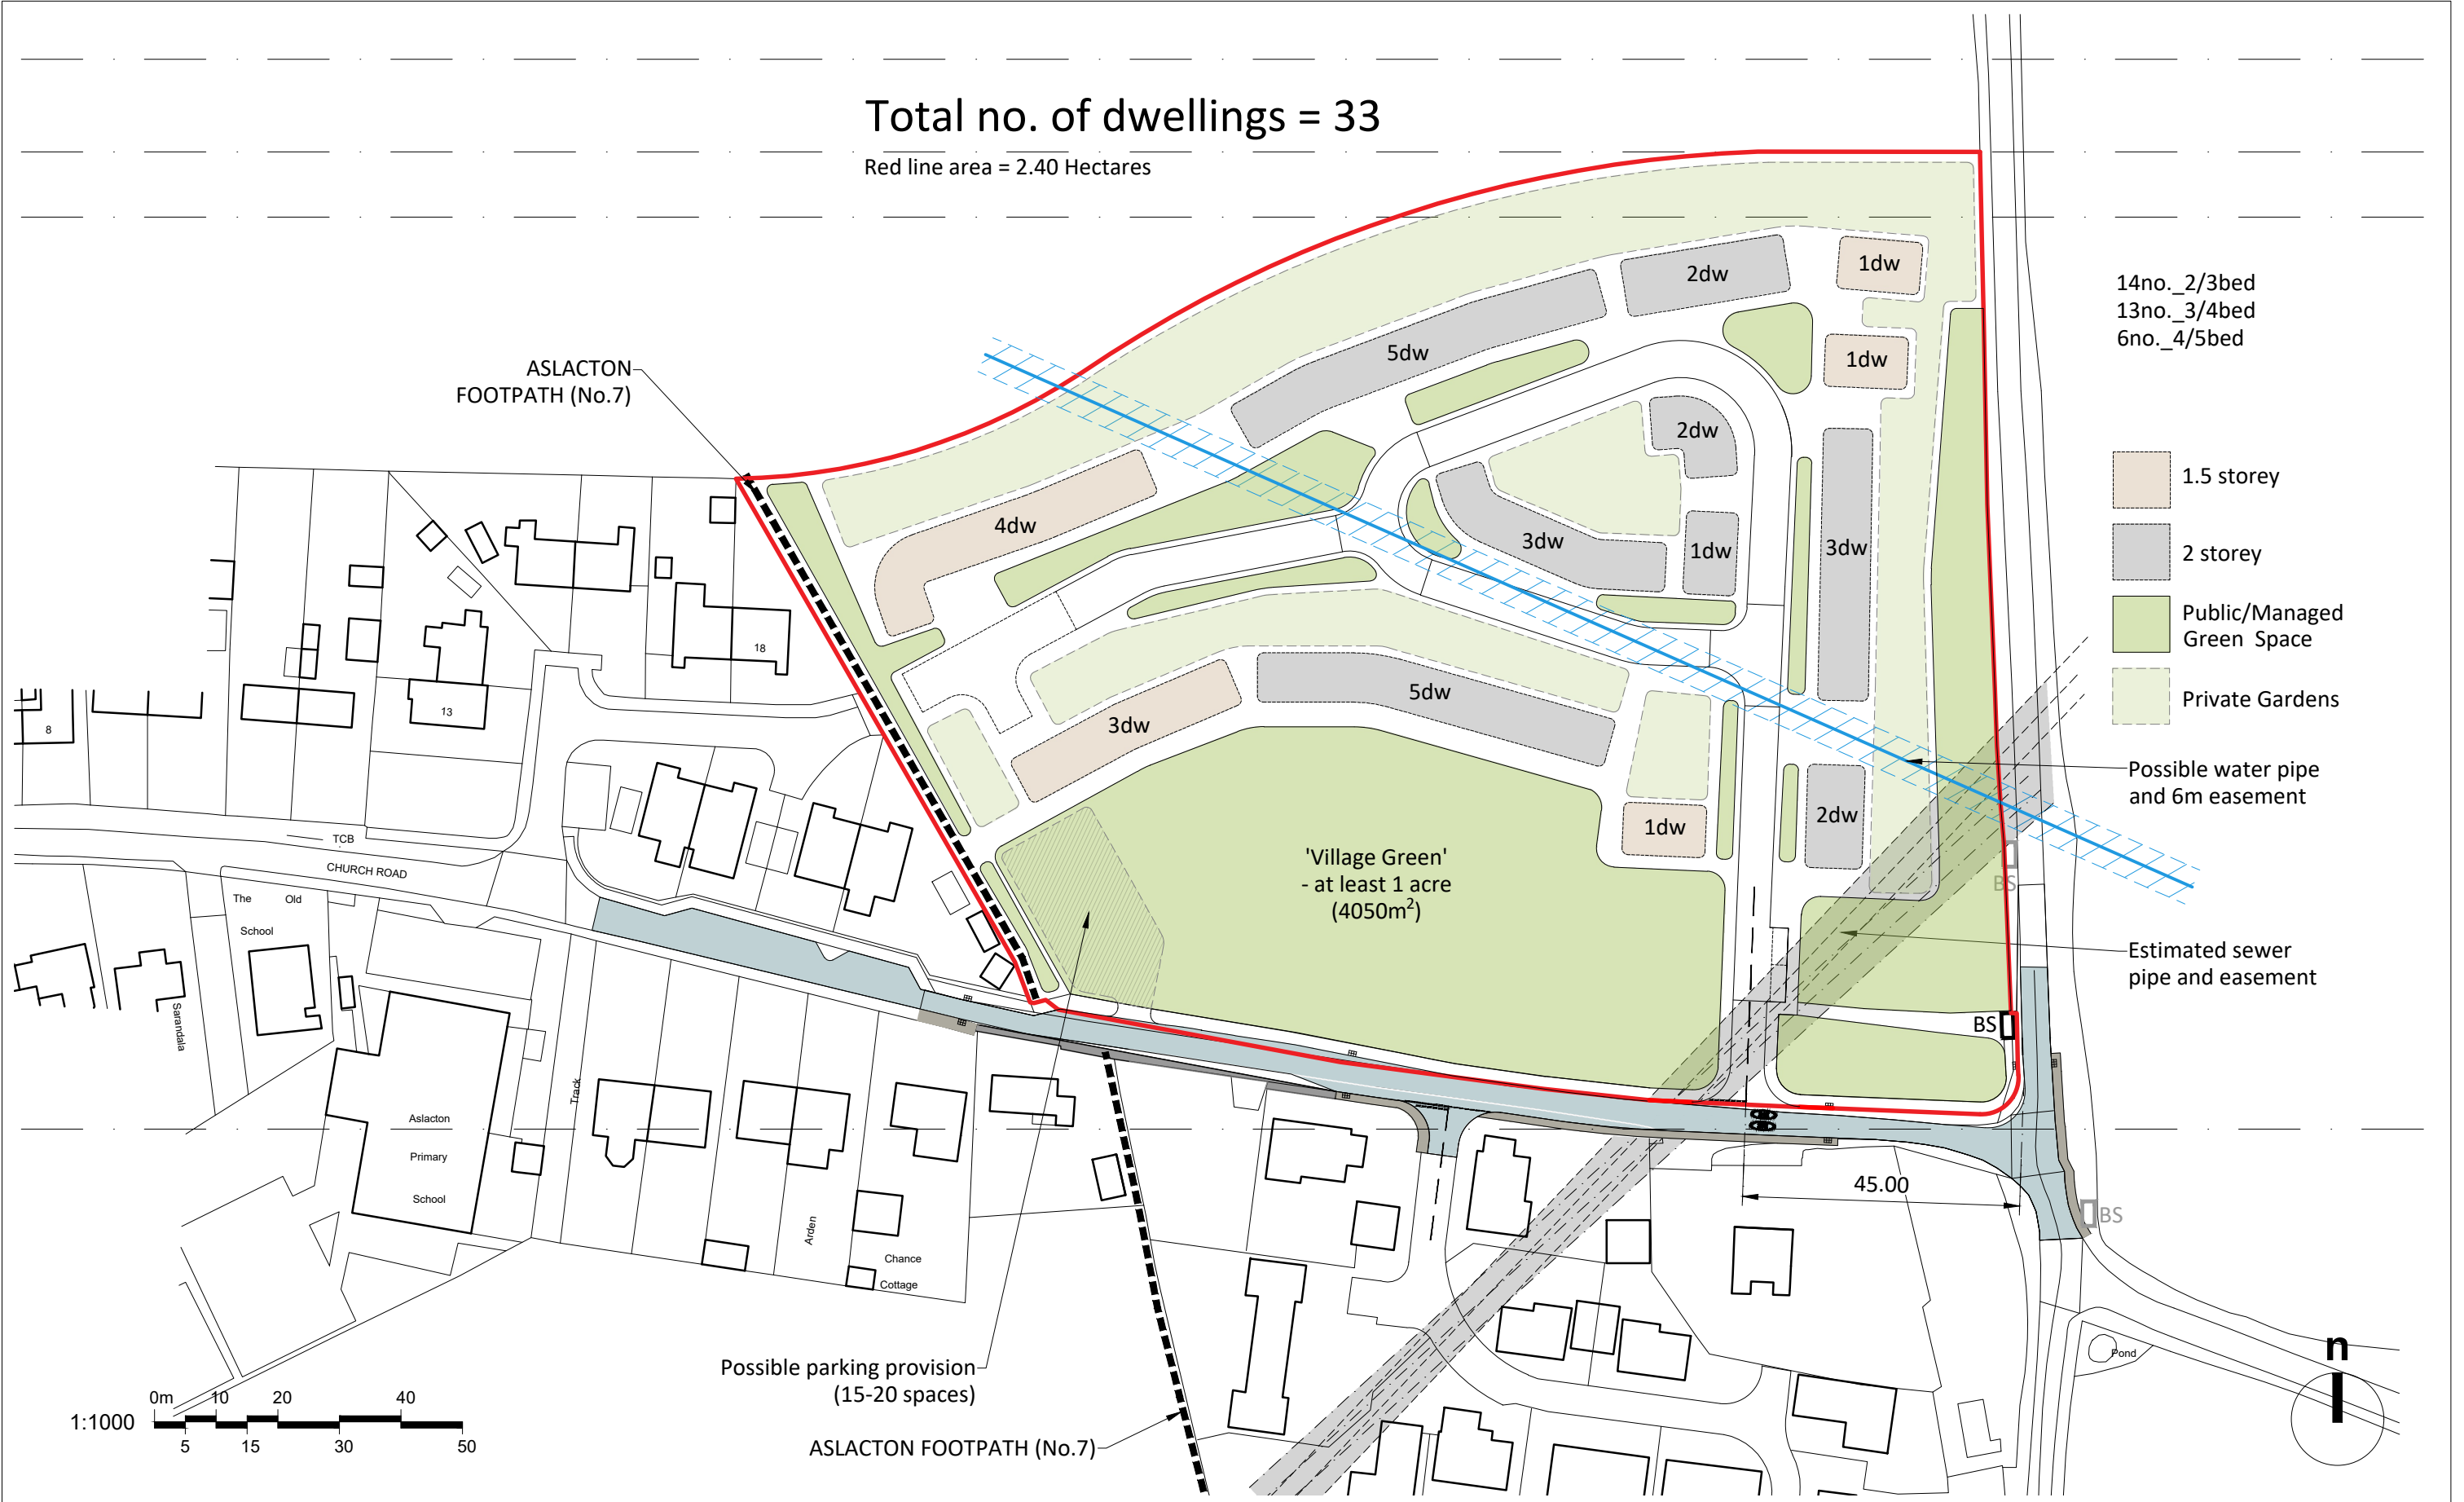 Total no. of dwellings = 33
Red line area = 2.40 Hectares
14no._2/3bed
13no._3/4bed
6no._4/5bed
1.5 storey
2 storey
Public/Managed
Green Space
Private Gardens
Possible water pipe
and 6m easement
Estimated sewer
pipe and easement
ASLACTON
FOOTPATH (No.7)
1dw
2dw
5dw
1dw
2dw
4dw
3dw
1dw
3dw
5dw
3dw
1dw
2dw
'Village Green'
- at least 1 acre
(4050m²)
BS
BS
BS
45.00
18
13
8
TCB
CHURCH ROAD
The Old
School
Sarandala
Track
Aslacton
Primary
School
Arden
Chance
Cottage
Pond
Possible parking provision
(15-20 spaces)
ASLACTON FOOTPATH (No.7)
n
1:1000
0m 10 20 40
5 15 30 50